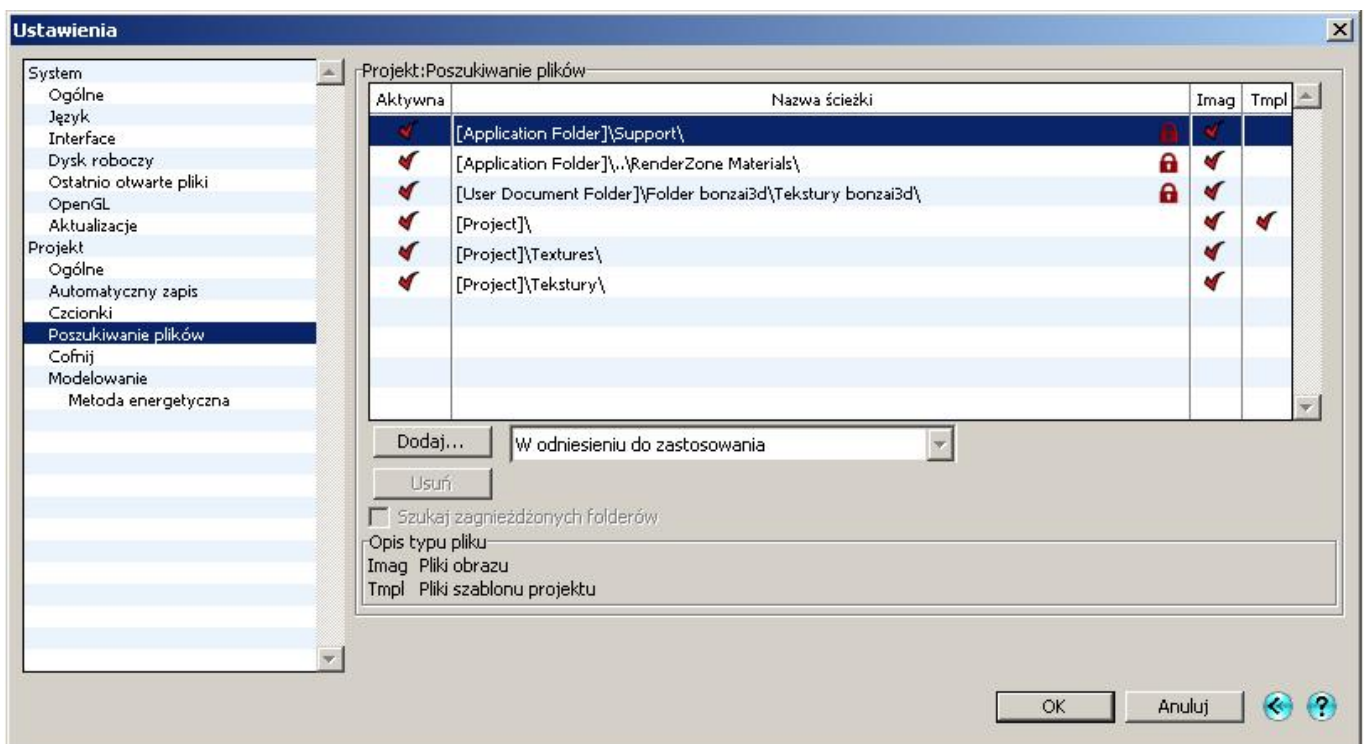 Ustawienia
System
Ogólne
Język
Interface
Dysk roboczy
Ostatnio otwarte pliki
OpenGL
Aktualizacje
Projekt
Ogólne
Automatyczny zapis
Czcionki
Poszukiwanie plików
Cofnij
Modelowanie
Metoda energetyczna
Projekt:Poszukiwanie plików
Aktywna Nazwa ścieżki Imag Tmpl
[Application Folder]\Support\
[Application Folder]\..\RenderZone Materials\
[User Document Folder]\Folder bonzai3d\Tekstury bonzai3d\
[Project]\
[Project]\Textures\
[Project]\Tekstury\
Dodaj... W odniesieniu do zastosowania
Usuń
Szukaj zagnieżdżonych folderów
Opis typu pliku
Imag Pliki obrazu
Tmpl Pliki szablonu projektu
OK Anuluj